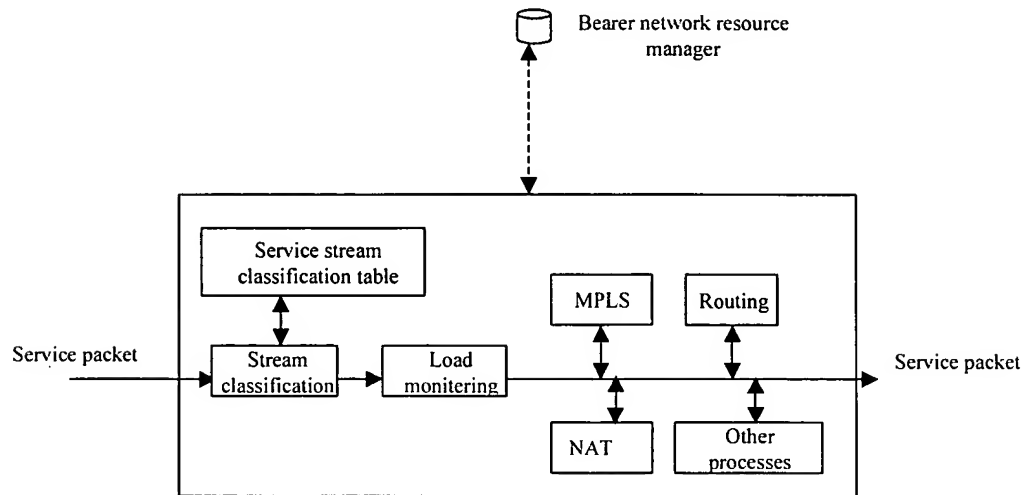 Bearer network resource
manager
Service stream
classification table
MPLS
Routing
Service packet
Stream
classification
Load
monitering
Service packet
NAT
Other
processes